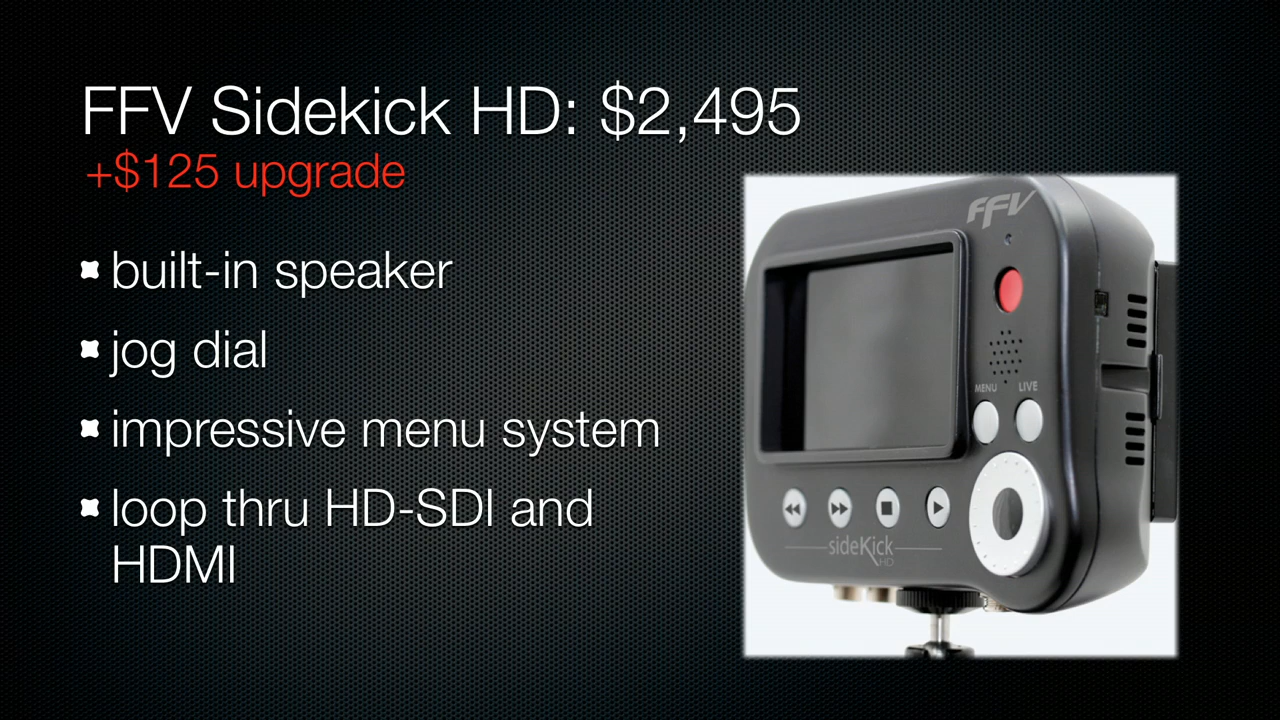 FFV Sidekick HD: $2,495
+$125 upgrade
built-in speaker
jog dial
impressive menu system
loop thru HD-SDI and
HDMI
FFV
MENU LIVE
sideKick
HD